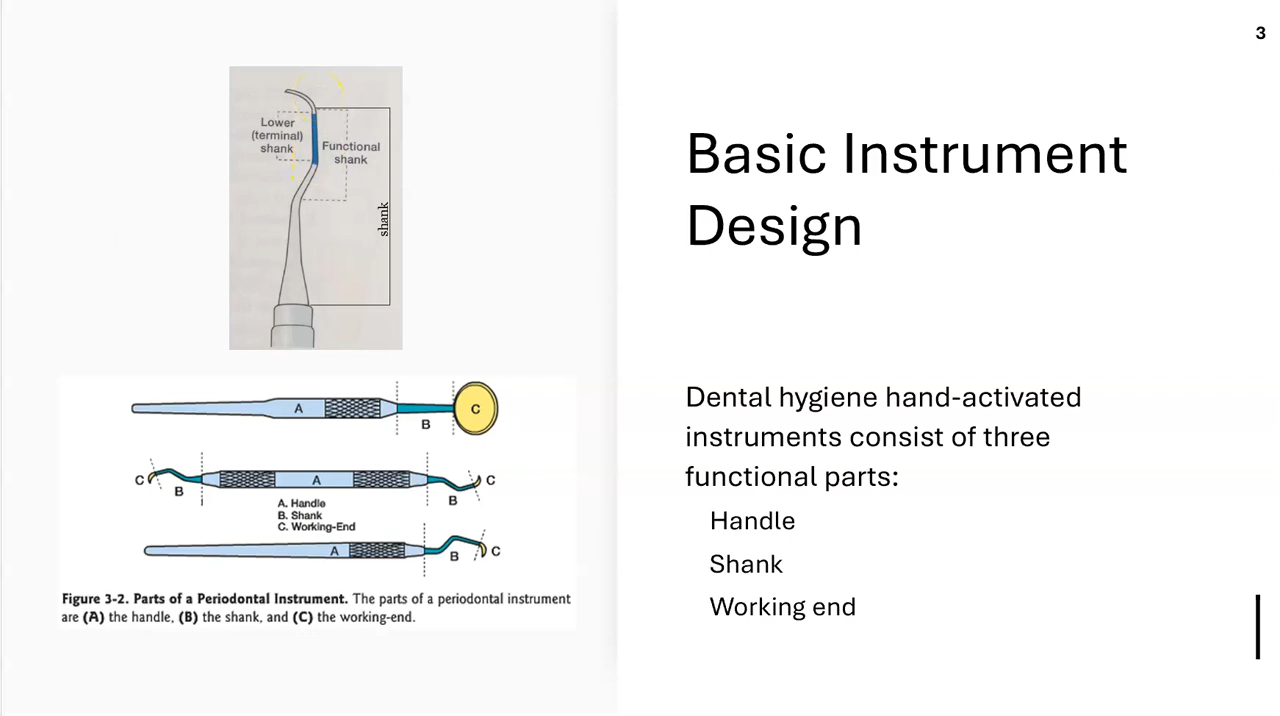 3
Lower
(terminal)
shank
Functional
shank
shank
A
B
C
C
B
A
B
C
A. Handle
B. Shank
C. Working-End
A
B
C
Figure 3-2. Parts of a Periodontal Instrument. The parts of a periodontal instrument
are (A) the handle, (B) the shank, and (C) the working-end.
Basic Instrument
Design
Dental hygiene hand-activated
instruments consist of three
functional parts:
Handle
Shank
Working end